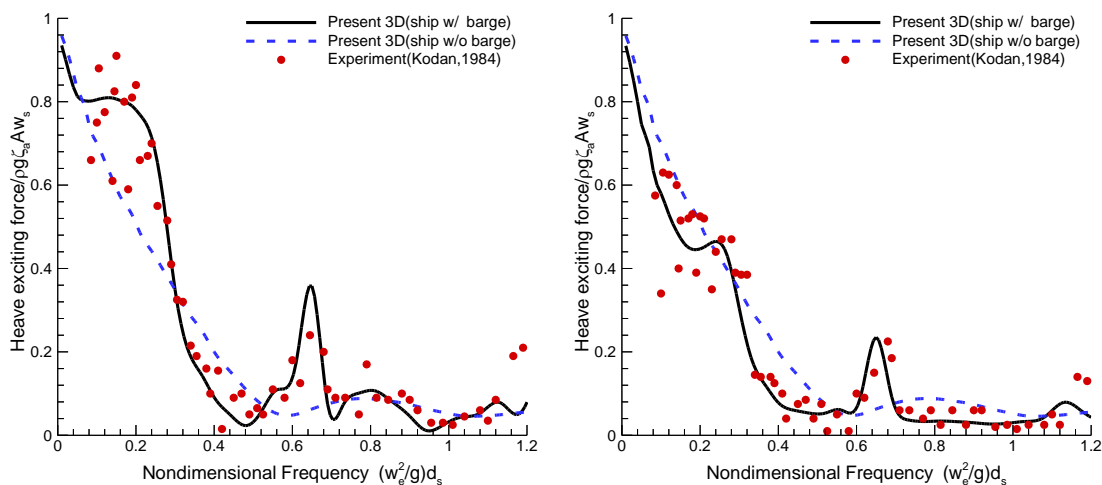 Present 3D(ship w/ barge)
Present 3D(ship w/o barge)
Experiment(Kodan,1984)
Heave exciting force/ρgζₐAwₛ
1
0.8
0.6
0.4
0.2
0
0 0.2 0.4 0.6 0.8 1.0 1.2
Nondimensional Frequency (wₑ²/g)dₛ
Present 3D(ship w/ barge)
Present 3D(ship w/o barge)
Experiment(Kodan,1984)
Heave exciting force/ρgζₐAwₛ
1
0.8
0.6
0.4
0.2
0
0 0.2 0.4 0.6 0.8 1.0 1.2
Nondimensional Frequency (wₑ²/g)dₛ